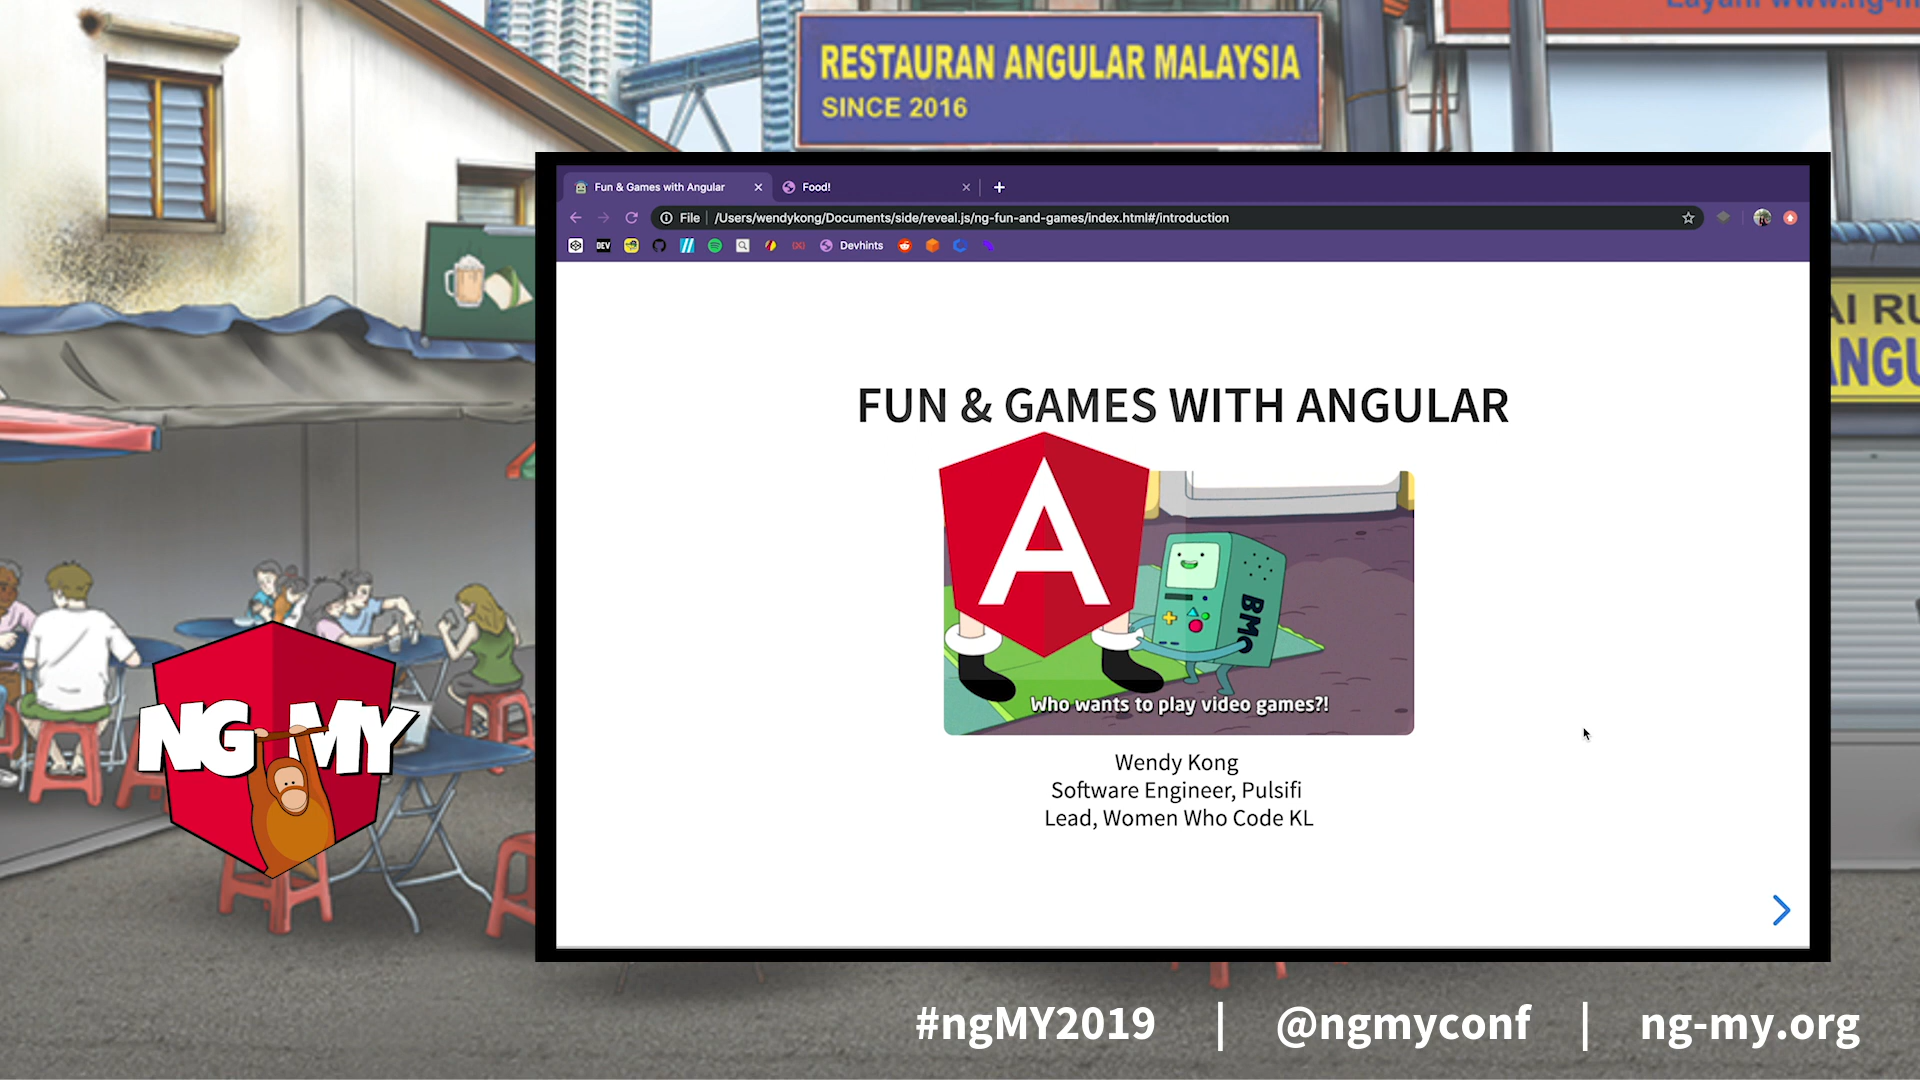 RESTAURAN ANGULAR MALAYSIA
SINCE 2016
Fun & Games with Angular
Food!
File
/Users/wendykong/Documents/side/reveal.js/ng-fun-and-games/index.html#/introduction
DEV
Devhints
FUN & GAMES WITH ANGULAR
A
BMO
Who wants to play video games?!
Wendy Kong
Software Engineer, Pulsifi
Lead, Women Who Code KL
NG MY
#ngMY2019 | @ngmyconf | ng-my.org